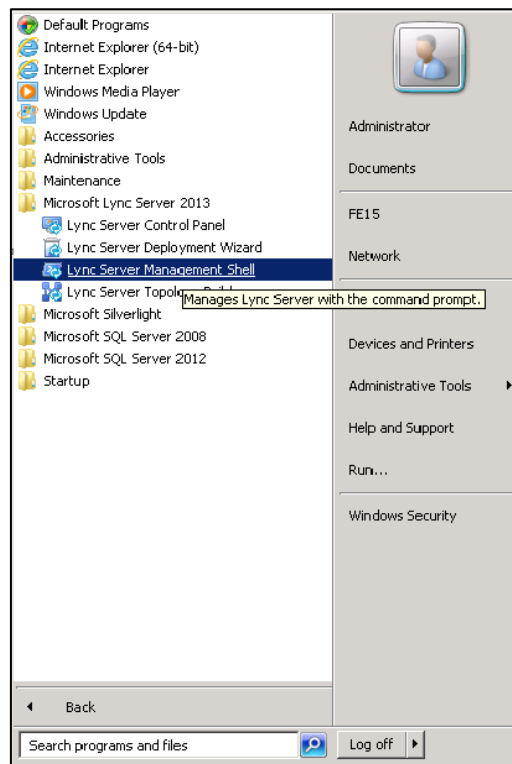 Default Programs
Internet Explorer (64-bit)
Internet Explorer
Windows Media Player
Windows Update
Accessories
Administrative Tools
Maintenance
Microsoft Lync Server 2013
Lync Server Control Panel
Lync Server Deployment Wizard
Lync Server Management Shell
Lync Server
Manages Lync Server with the command prompt.
Microsoft Silverlight
Microsoft SQL Server 2008
Microsoft SQL Server 2012
Startup
Back
Search programs and files
Administrator
Documents
FE15
Network
Devices and Printers
Administrative Tools
Help and Support
Run...
Windows Security
Log off